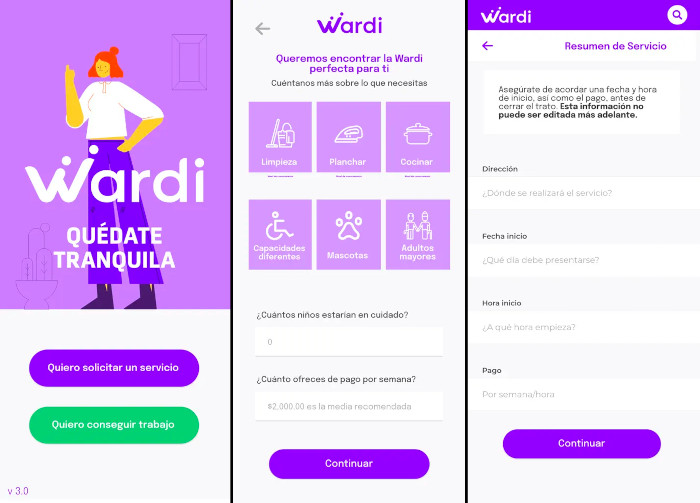 Wardi
QUÉDATE
TRANQUILA
Quiero solicitar un servicio
Quiero conseguir trabajo
v 3.0
Wardi
Queremos encontrar la Wardi
perfecta para ti
Cuéntanos más sobre lo que necesitas
Limpieza
Planchar
Cocinar
Capacidades
diferentes
Mascotas
Adultos
mayores
¿Cuántos niños estarían en cuidado?
0
¿Cuánto ofreces de pago por semana?
$2,000.00 es la media recomendada
Continuar
Wardi
Resumen de Servicio
Asegúrate de acordar una fecha y hora
de inicio, así como el pago, antes de
cerrar el trato. Esta información no
puede ser editada más adelante.
Dirección
¿Dónde se realizará el servicio?
Fecha inicio
¿Qué día debe presentarse?
Hora inicio
¿A qué hora empieza?
Pago
Por semana/hora
Continuar